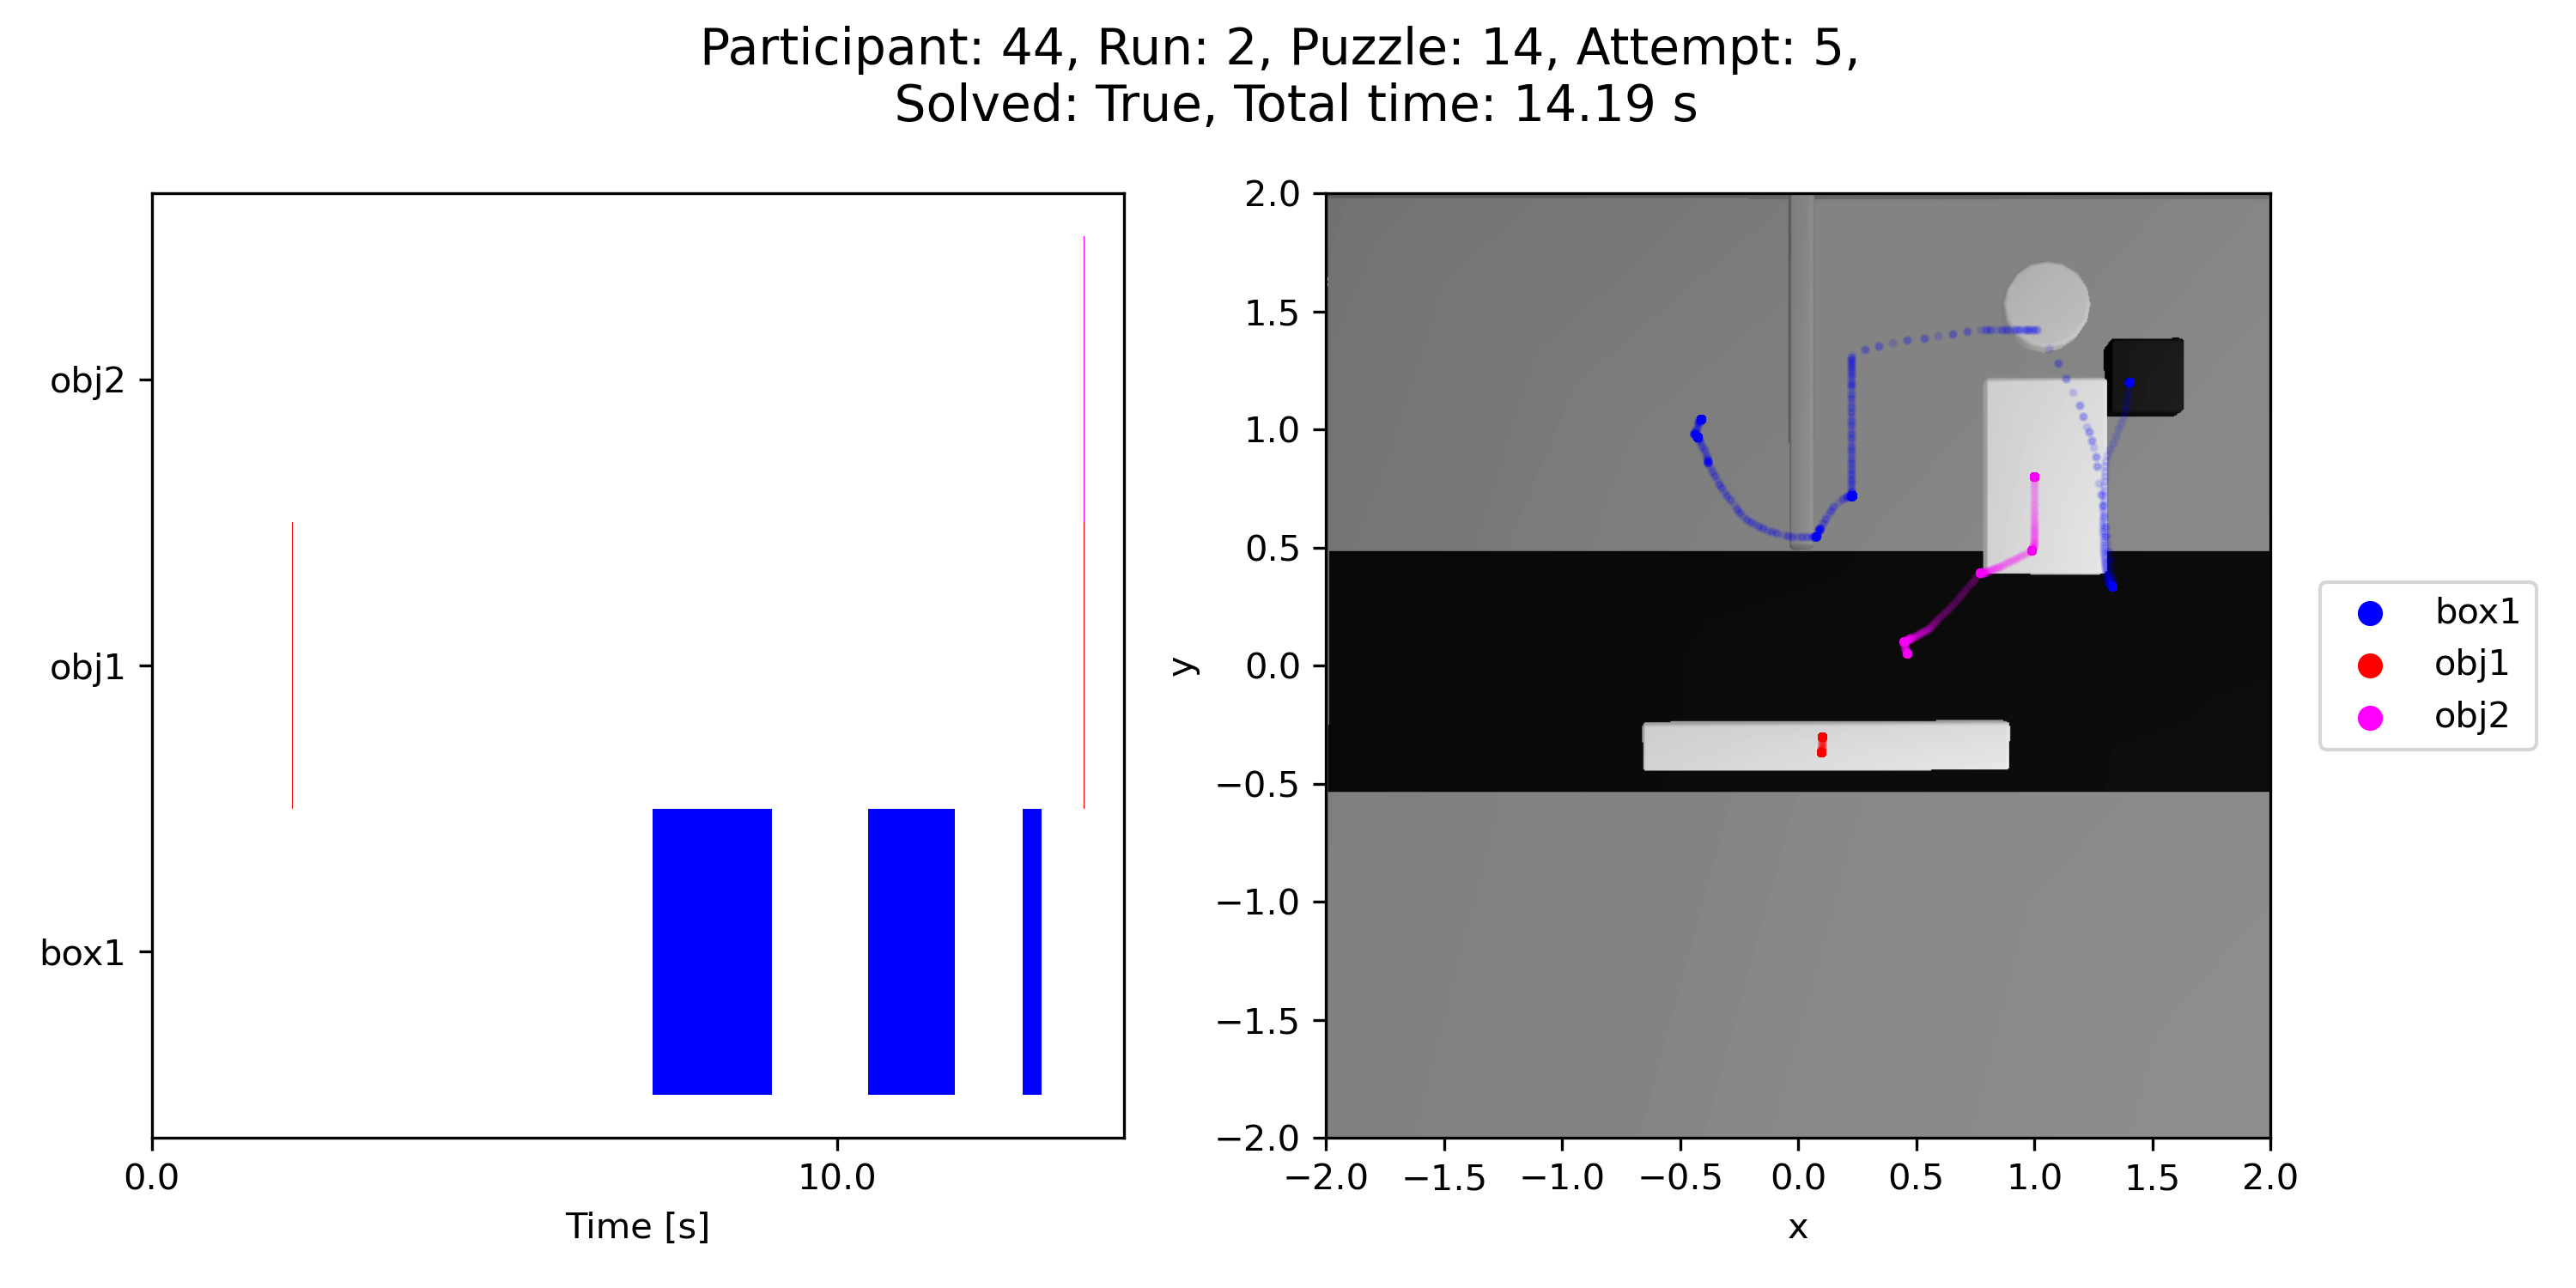 Participant: 44, Run: 2, Puzzle: 14, Attempt: 5,
Solved: True, Total time: 14.19 s
obj2
obj1
box1
0.0
10.0
Time [s]
2.0
1.5
1.0
0.5
0.0
−0.5
−1.0
−1.5
−2.0
y
−2.0
−1.5
−1.0
−0.5
0.0
0.5
1.0
1.5
2.0
x
box1
obj1
obj2